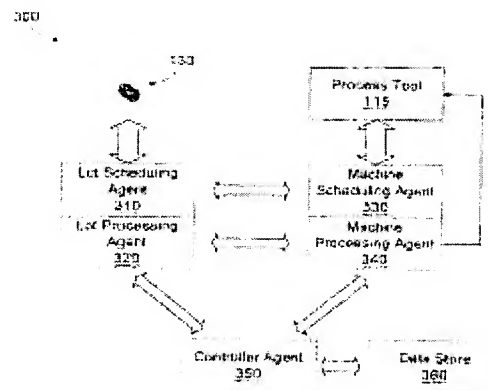 300
130
Process Tool
115
Lot Scheduling
Agent
310
Machine
Scheduling Agent
330
Lot Processing
Agent
320
Machine
Processing Agent
340
Controller Agent
350
Data Store
360